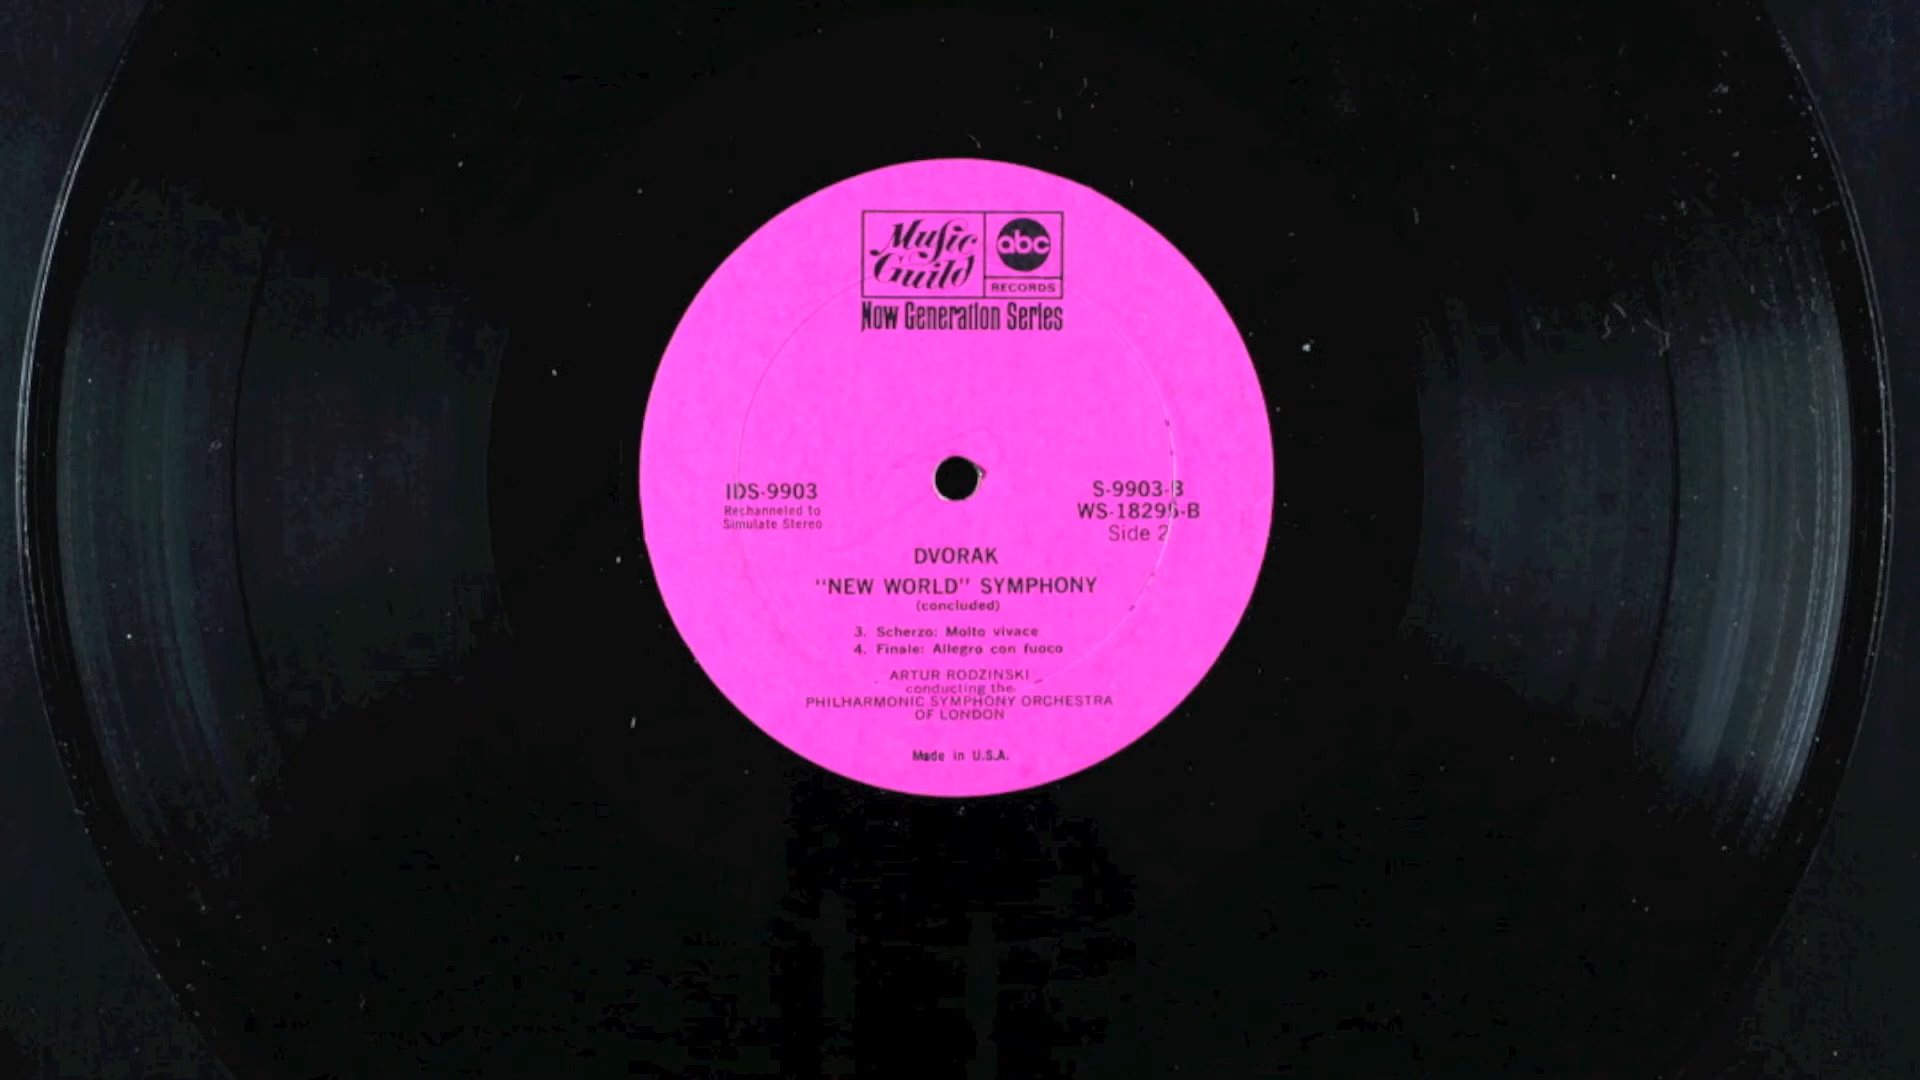 Music
Guild
abc
RECORDS
Now Generation Series
IDS-9903
Rechanneled to
Simulate Stereo
S-9903-B
WS-18296-B
Side 2
DVORAK
"NEW WORLD" SYMPHONY
(concluded)
3. Scherzo: Molto vivace
4. Finale: Allegro con fuoco
ARTUR RODZINSKI
conducting the
PHILHARMONIC SYMPHONY ORCHESTRA
OF LONDON
Made in U.S.A.